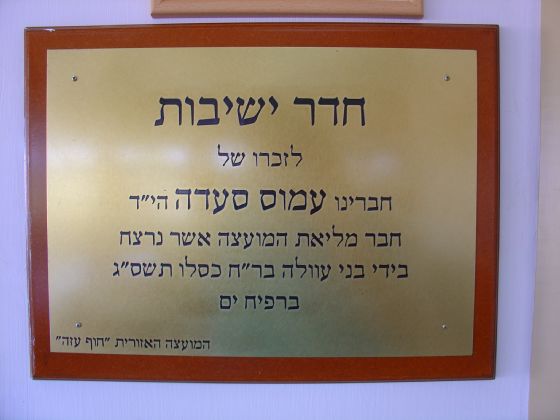 חדר ישיבות
לזכרו של
חברינו עמוס סעדה הי"ד
חבר מליאת המועצה אשר נרצח
בידי בני עוולה בר"ח כסלו תשס"ג
ברפיח ים
המועצה האזורית "חוף עזה"